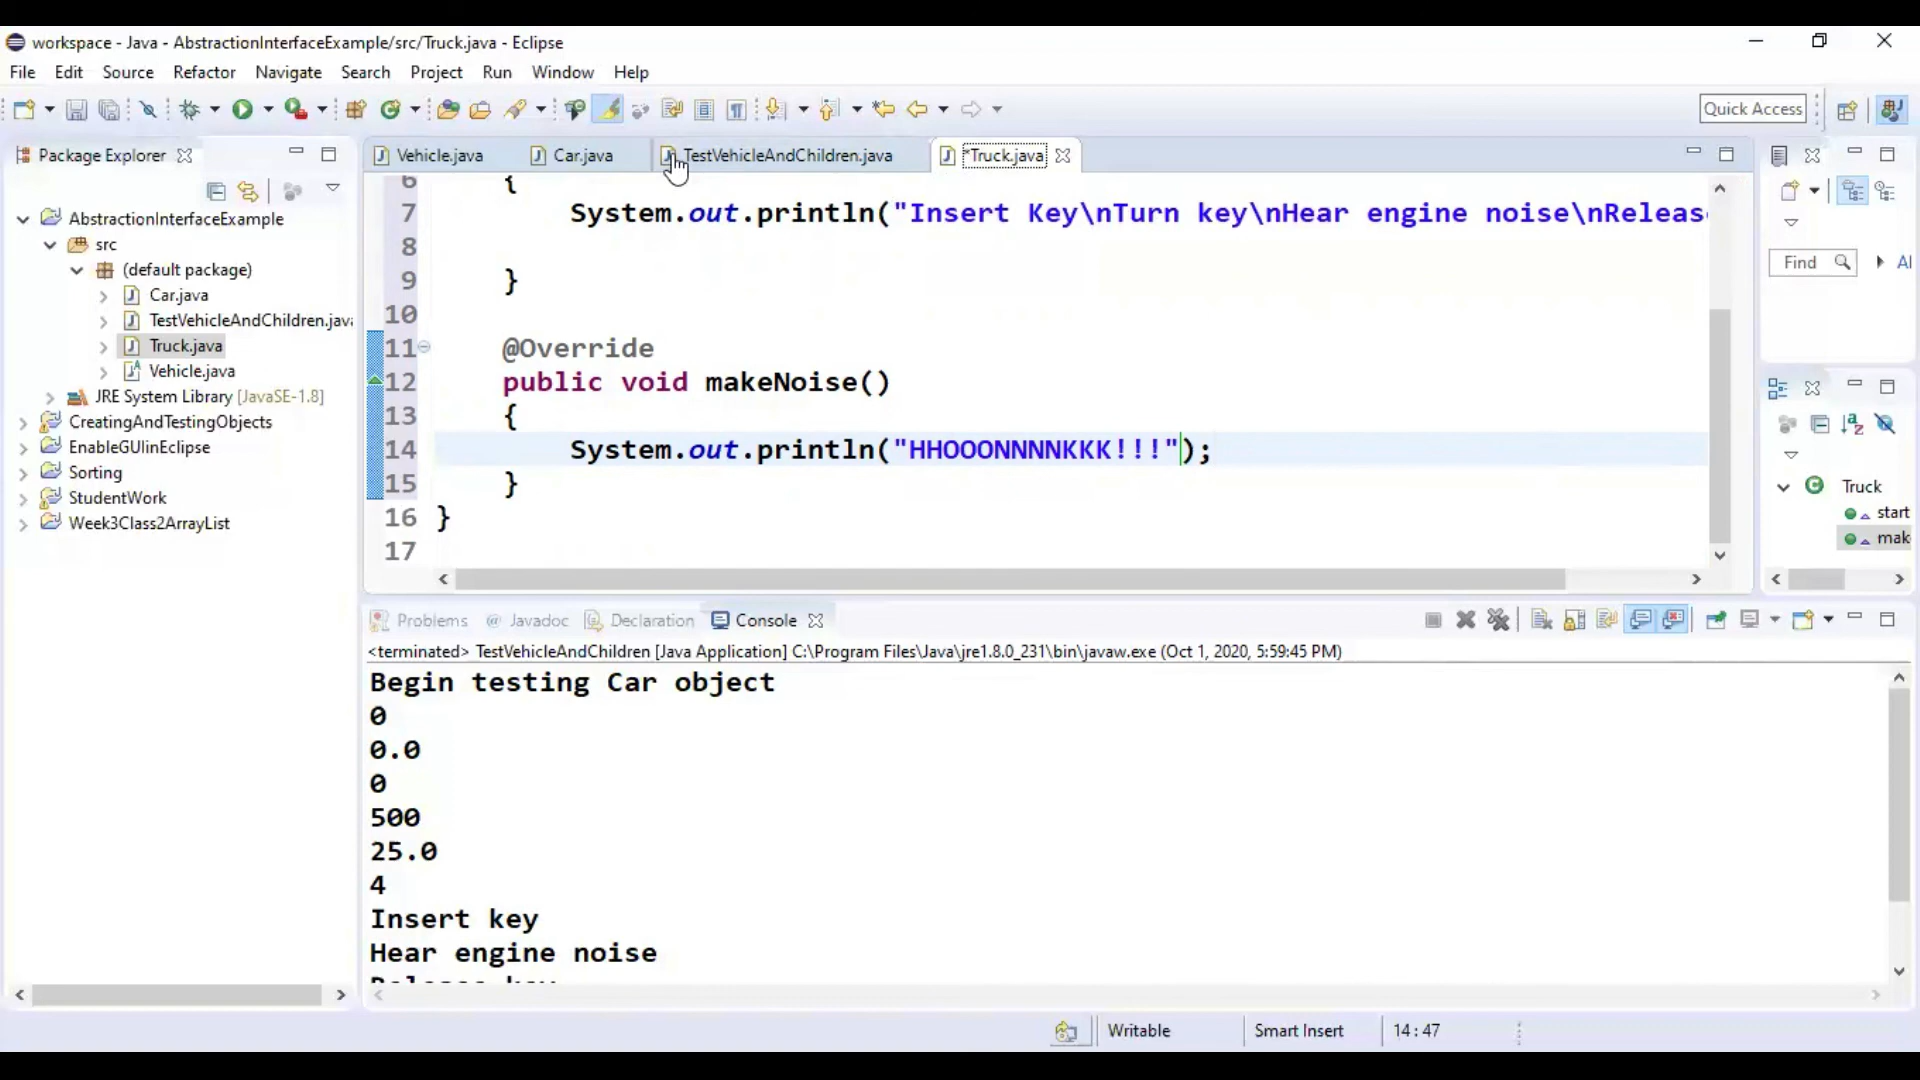 workspace - Java - AbstractionInterfaceExample/src/Truck.java - Eclipse
File Edit Source Refactor Navigate Search Project Run Window Help
Quick Access
Package Explorer
AbstractionInterfaceExample
src
(default package)
Car.java
TestVehicleAndChildren.java
Truck.java
Vehicle.java
JRE System Library [JavaSE-1.8]
CreatingAndTestingObjects
EnableGUIinEclipse
Sorting
StudentWork
Week3Class2ArrayList
Vehicle.java Car.java TestVehicleAndChildren.java *Truck.java
6 {
7 System.out.println("Insert Key\nTurn key\nHear engine noise\nRelease
8
9 }
10
11 @Override
12 public void makeNoise()
13 {
14 System.out.println("HHOOONNNNKKK!!!");
15 }
16 }
17
Find Al
Truck
start
mak
Problems @ Javadoc Declaration Console
<terminated> TestVehicleAndChildren [Java Application] C:\Program Files\Java\jre1.8.0_231\bin\javaw.exe (Oct 1, 2020, 5:59:45 PM)
Begin testing Car object
0
0.0
0
500
25.0
4
Insert key
Hear engine noise
Release key
Writable Smart Insert 14 : 47